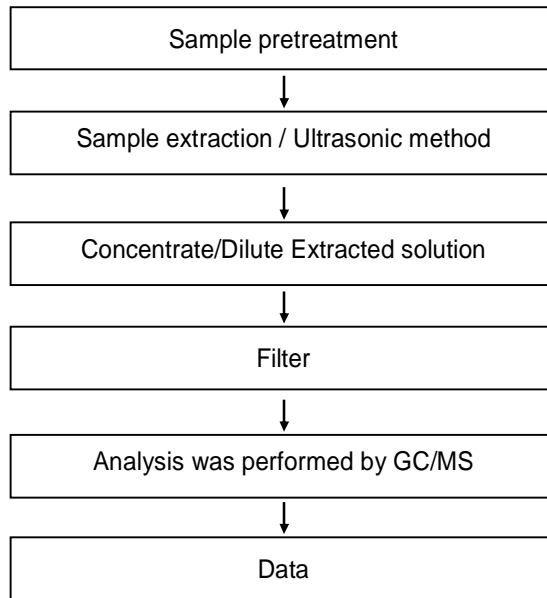 Sample pretreatment
Sample extraction / Ultrasonic method
Concentrate/Dilute Extracted solution
Filter
Analysis was performed by GC/MS
Data